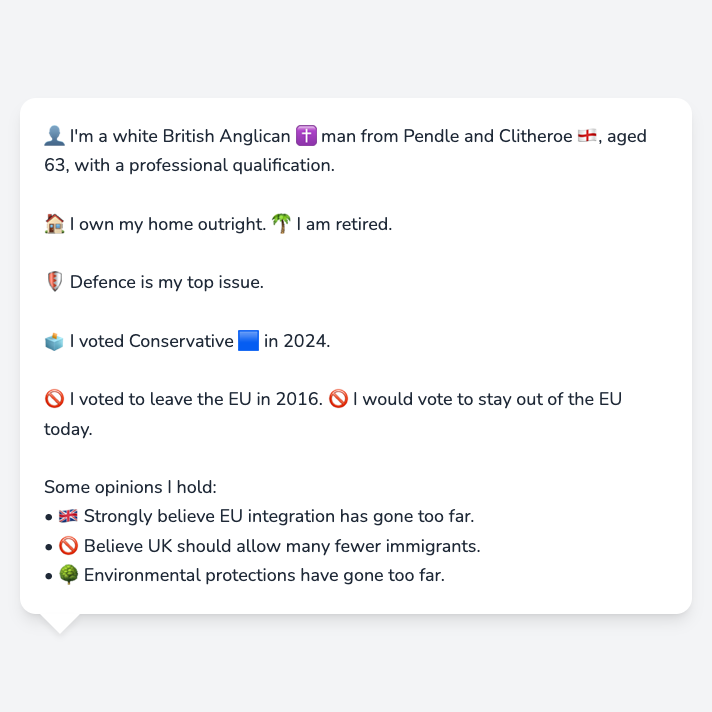 👤 I'm a white British Anglican ✝️ man from Pendle and Clitheroe 🏴󠁧󠁢󠁥󠁮󠁧󠁿, aged
63, with a professional qualification.
🏠 I own my home outright. 🌴 I am retired.
🛡️ Defence is my top issue.
🗳️ I voted Conservative 🟦 in 2024.
🚫 I voted to leave the EU in 2016. 🚫 I would vote to stay out of the EU
today.
Some opinions I hold:
• 🇬🇧 Strongly believe EU integration has gone too far.
• 🚫 Believe UK should allow many fewer immigrants.
• 🌳 Environmental protections have gone too far.